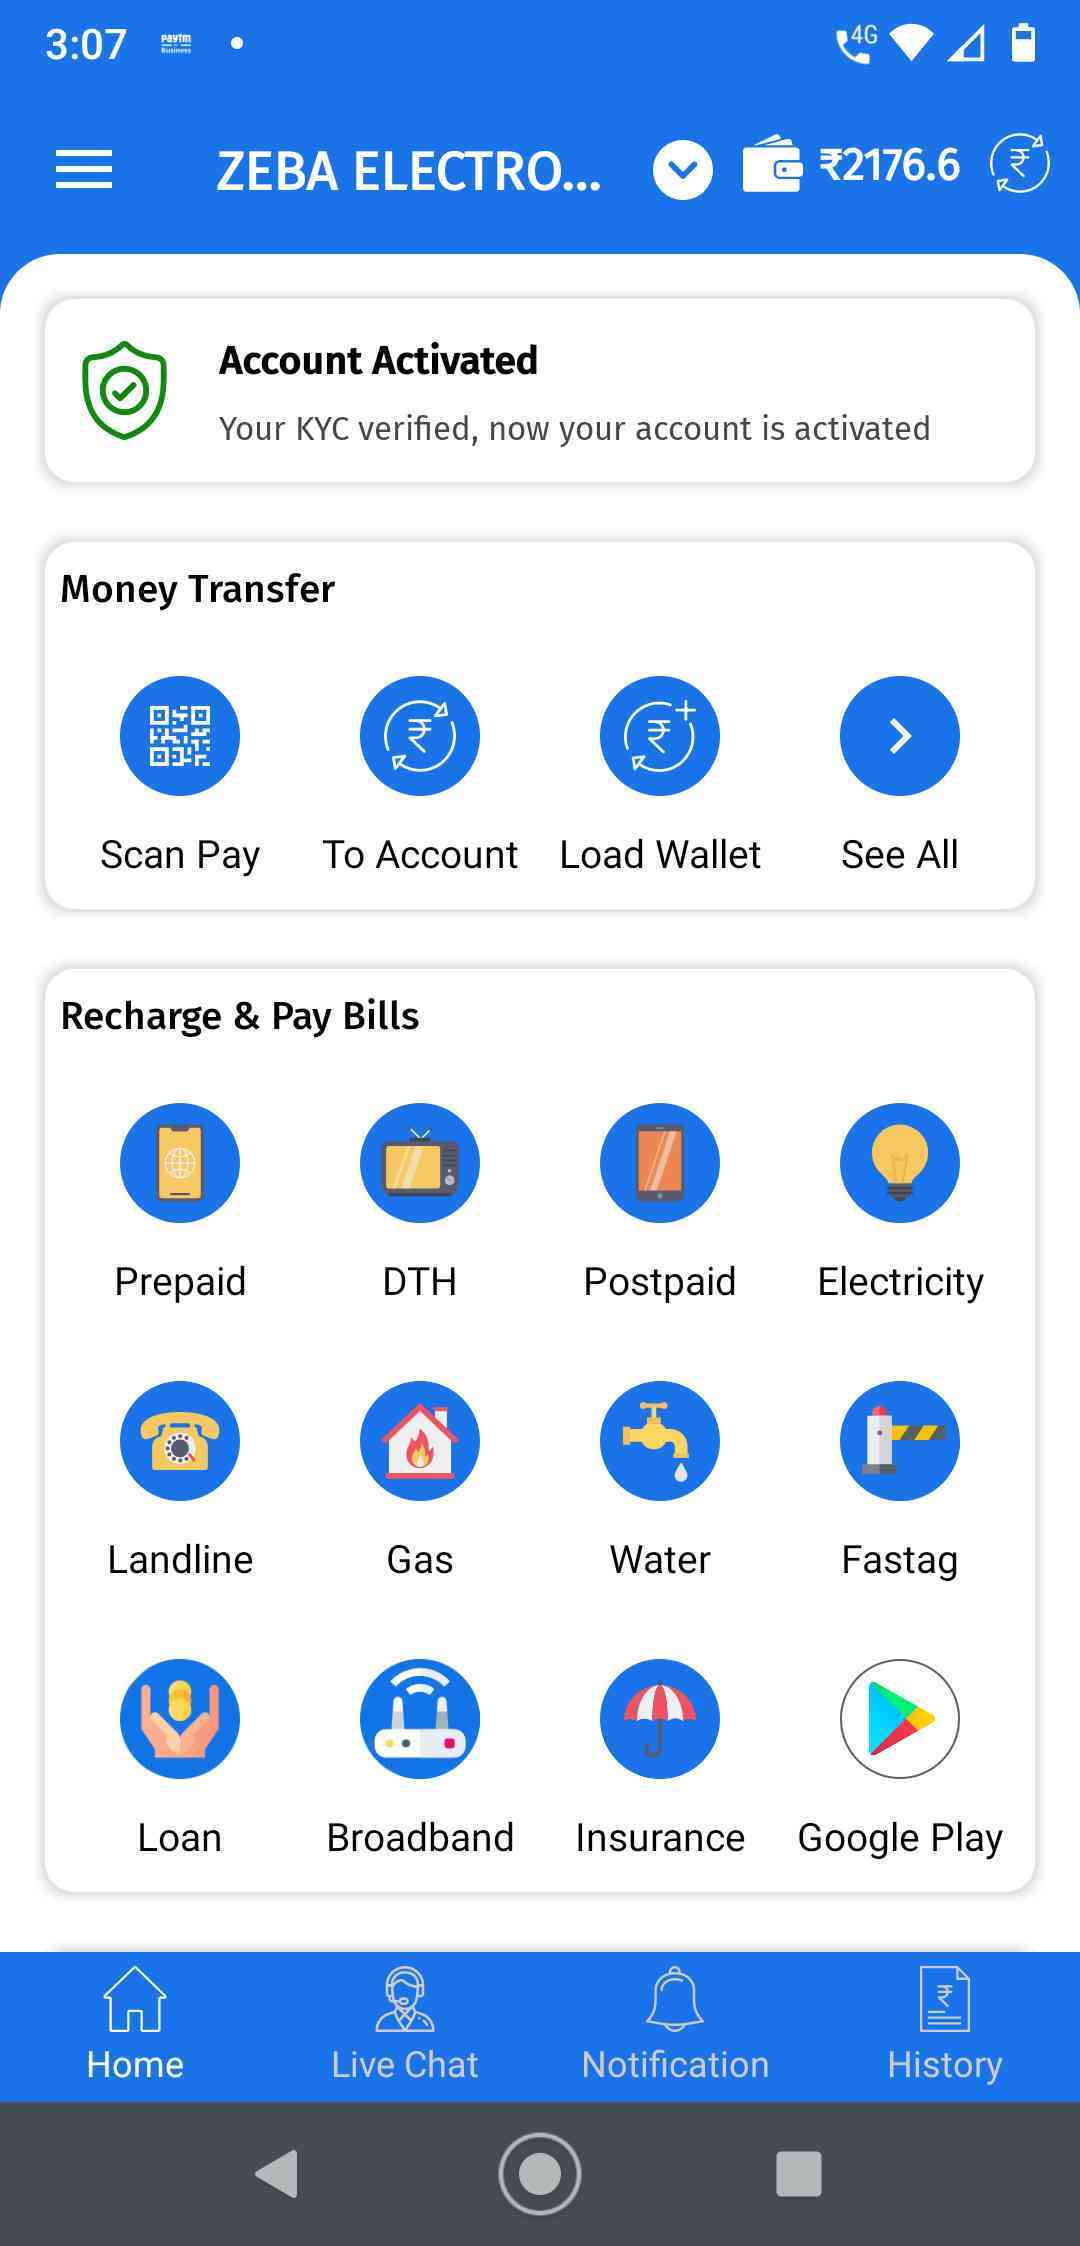 3:07 paytm Business 4G
ZEBA ELECTRO... ₹2176.6 ₹
Account Activated
Your KYC verified, now your account is activated
Money Transfer
₹ ₹
Scan Pay To Account Load Wallet See All
Recharge & Pay Bills
Prepaid DTH Postpaid Electricity
Landline Gas Water Fastag
Loan Broadband Insurance Google Play
₹
Home Live Chat Notification History